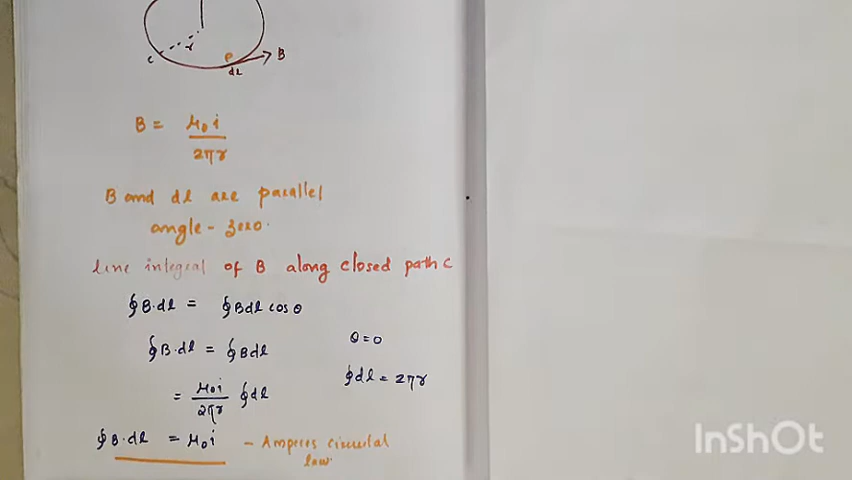 r
C
P
B
dl
B = μ₀i / 2πr
B and dl are parallel
angle - zero.
line integral of B along closed path C
∮B·dl = ∮Bdl cos θ
θ = 0
∮B·dl = ∮Bdl
∮dl = 2πr
= μ₀i / 2πr ∮dl
∮B·dl = μ₀i - Amperes circuital
law
InShOt